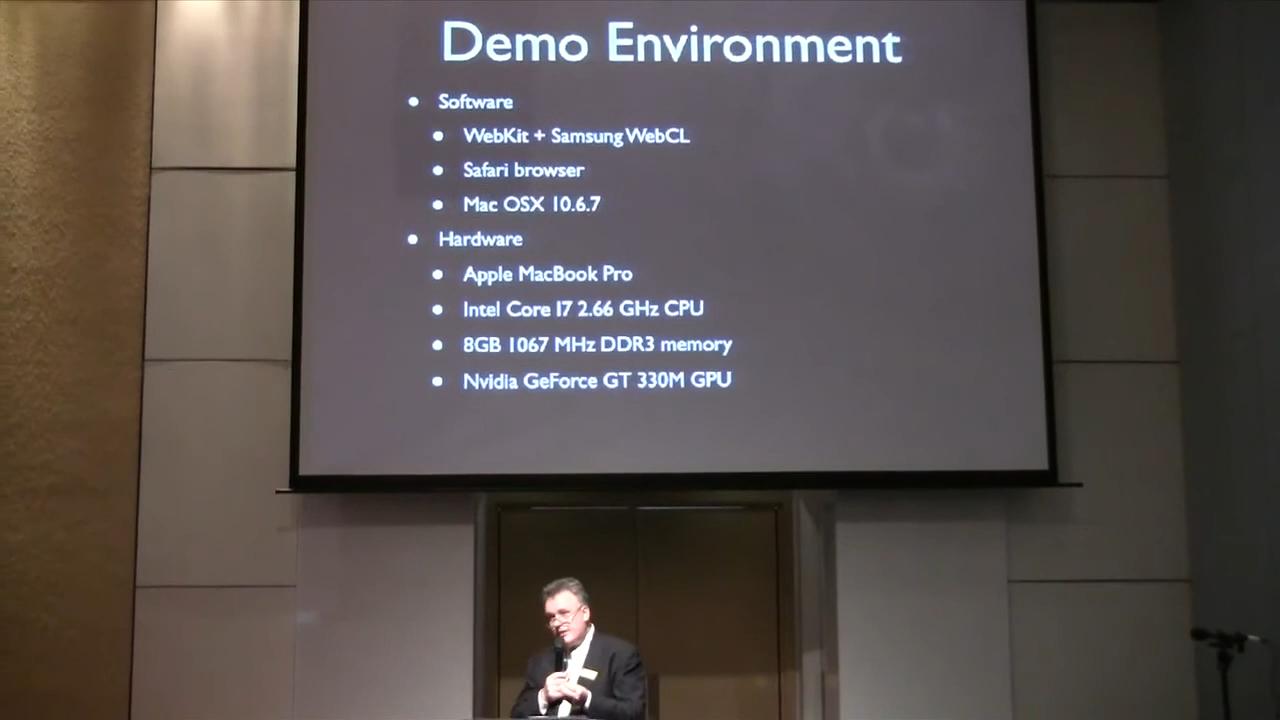 Demo Environment
Software
WebKit + Samsung WebCL
Safari browser
Mac OSX 10.6.7
Hardware
Apple MacBook Pro
Intel Core I7 2.66 GHz CPU
8GB 1067 MHz DDR3 memory
Nvidia GeForce GT 330M GPU